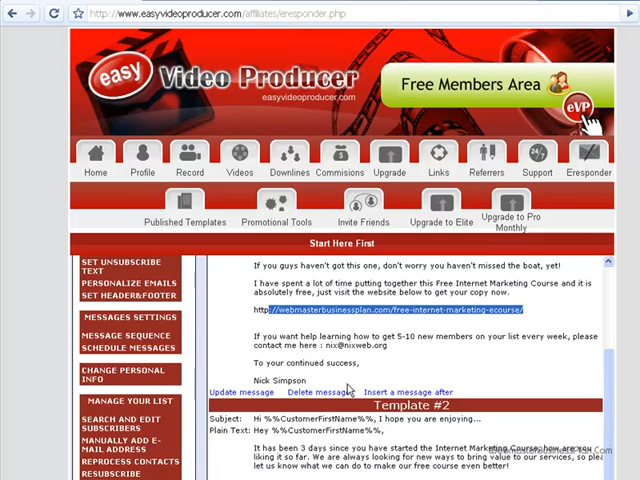 http://www.easyvideoproducer.com/affiliates/eresponder.php
easy Video Producer
easyvideoproducer.com
Free Members Area
eVP
Home Profile Record Videos Downlines Commisions Upgrade Links Referrers Support Eresponder
24/7
Published Templates Promotional Tools Invite Friends Upgrade to Elite Upgrade to Pro Monthly
Start Here First
SET UNSUBSCRIBE
TEXT
PERSONALIZE EMAILS
SET HEADER&FOOTER
MESSAGES SETTINGS
MESSAGE SEQUENCE
SCHEDULE MESSAGES
CHANGE PERSONAL
INFO
MANAGE YOUR LIST
SEARCH AND EDIT
SUBSCRIBERS
MANUALLY ADD E-
MAIL ADDRESS
REPROCESS CONTACTS
RESUBSCRIBE
If you guys haven't got this one, don't worry you haven't missed the boat, yet!
I have spent a lot of time putting together this Free Internet Marketing Course and it is
absolutely free, just visit the website below to get your copy now.
http://webmasterbusinessplan.com/free-internet-marketing-ecourse/
If you want help learning how to get 5-10 new members on your list every week, please
contact me here : nix@nixweb.org
To your continued success,
Nick Simpson
Update message Delete message Insert a message after
Template #2
Subject: Hi %%CustomerFirstName%%, I hope you are enjoying...
Plain Text: Hey %%CustomerFirstName%%,
It has been 3 days since you have started the Internet Marketing Course, how are you
liking it so far. We are always looking for new ways to bring value to our services, so please
let us know what we can do to make our free course even better!